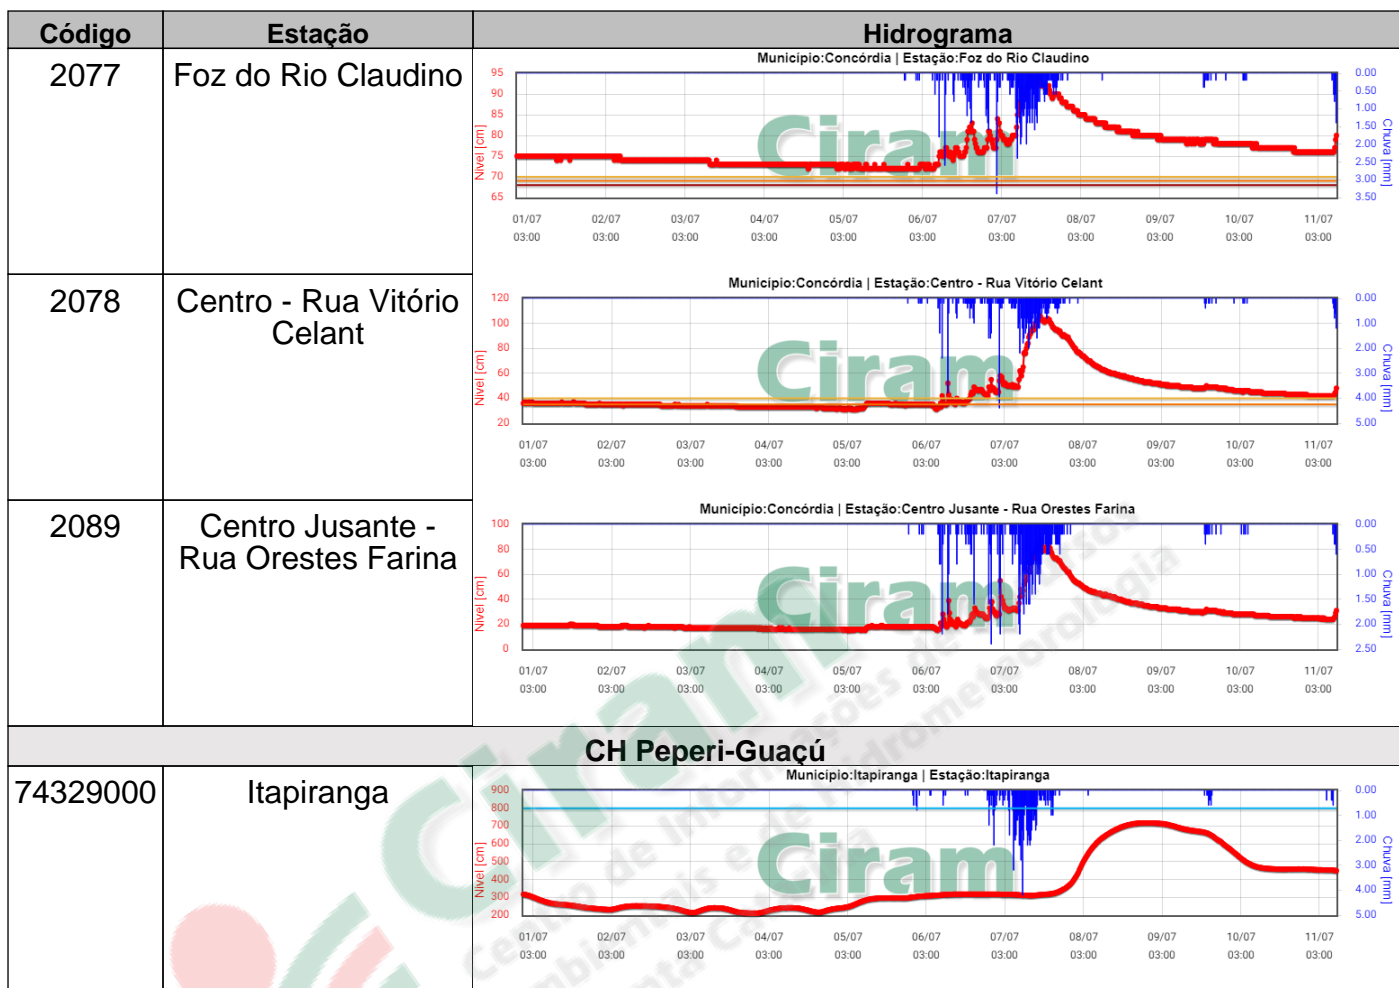 Código Estação Hidrograma
2077 Foz do Rio Claudino
Município:Concórdia | Estação:Foz do Rio Claudino
95 90 85 80 75 70 65
Nível [cm]
0.00 0.50 1.00 1.50 2.00 2.50 3.00 3.50
Chuva [mm]
01/07 02/07 03/07 04/07 05/07 06/07 07/07 08/07 09/07 10/07 11/07
03:00 03:00 03:00 03:00 03:00 03:00 03:00 03:00 03:00 03:00 03:00
Ciram
2078 Centro - Rua Vitório
Celant
Município:Concórdia | Estação:Centro - Rua Vitório Celant
120 100 80 60 40 20
Nível [cm]
0.00 1.00 2.00 3.00 4.00 5.00
Chuva [mm]
01/07 02/07 03/07 04/07 05/07 06/07 07/07 08/07 09/07 10/07 11/07
03:00 03:00 03:00 03:00 03:00 03:00 03:00 03:00 03:00 03:00 03:00
Ciram
2089 Centro Jusante -
Rua Orestes Farina
Município:Concórdia | Estação:Centro Jusante - Rua Orestes Farina
100 80 60 40 20 0
Nível [cm]
0.00 0.50 1.00 1.50 2.00 2.50
Chuva [mm]
01/07 02/07 03/07 04/07 05/07 06/07 07/07 08/07 09/07 10/07 11/07
03:00 03:00 03:00 03:00 03:00 03:00 03:00 03:00 03:00 03:00 03:00
Ciram
CH Peperi-Guaçú
74329000 Itapiranga
Município:Itapiranga | Estação:Itapiranga
900 800 700 600 500 400 300 200
Nível [cm]
0.00 1.00 2.00 3.00 4.00 5.00
Chuva [mm]
01/07 02/07 03/07 04/07 05/07 06/07 07/07 08/07 09/07 10/07 11/07
03:00 03:00 03:00 03:00 03:00 03:00 03:00 03:00 03:00 03:00 03:00
Ciram
Ciram
Centro de Informações de
Hidrometeorologia